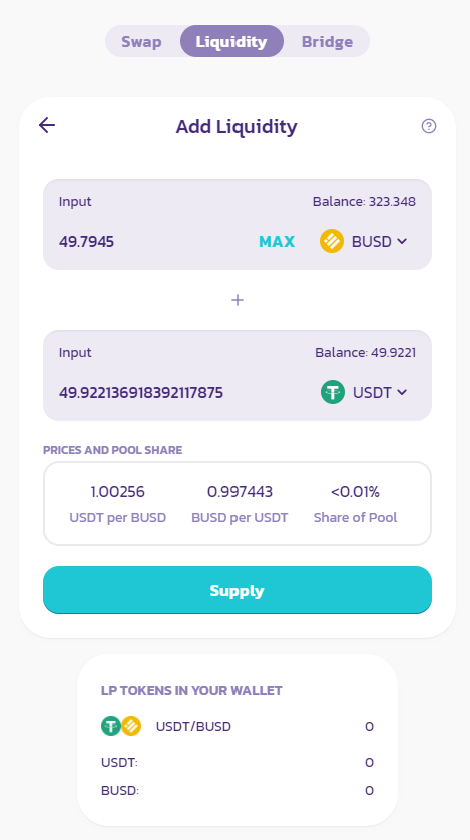 Swap Liquidity Bridge
Add Liquidity
Input Balance: 323.348
49.7945 MAX BUSD
+
Input Balance: 49.9221
49.922136918392117875 USDT
PRICES AND POOL SHARE
1.00256 0.997443 <0.01%
USDT per BUSD BUSD per USDT Share of Pool
Supply
LP TOKENS IN YOUR WALLET
USDT/BUSD 0
USDT: 0
BUSD: 0